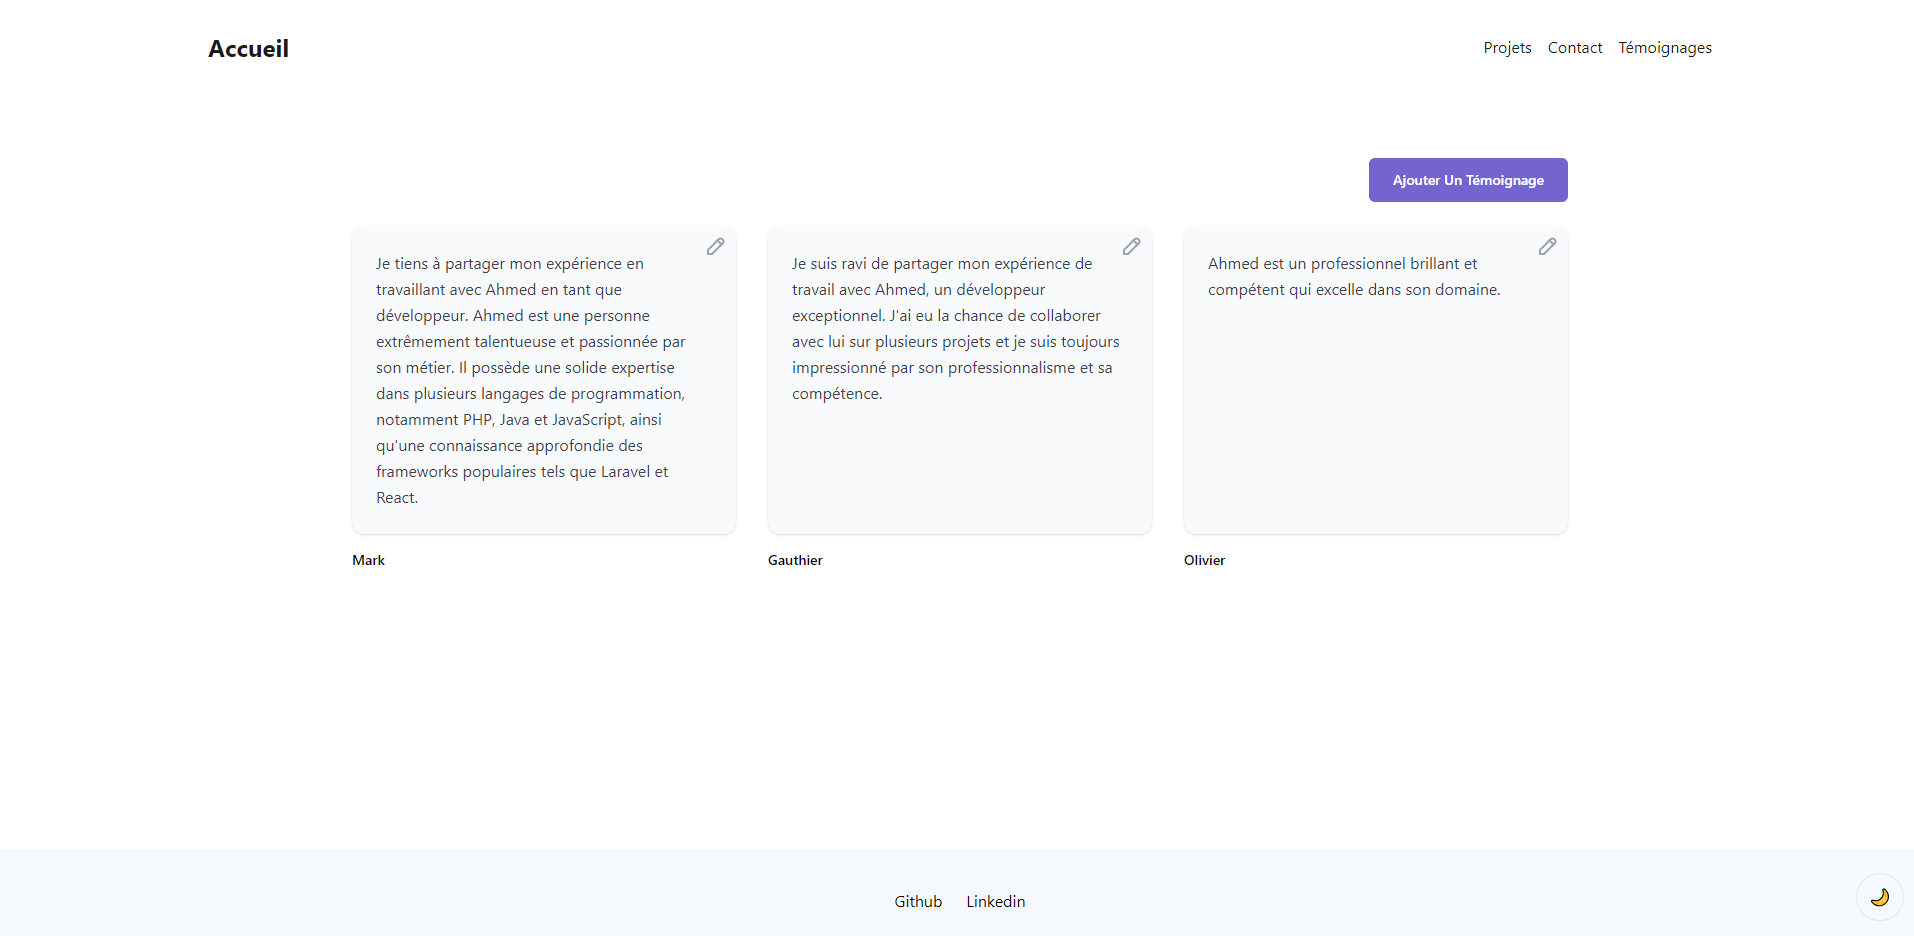 Accueil
Projets
Contact
Témoignages
Ajouter Un Témoignage
Je tiens à partager mon expérience en
travaillant avec Ahmed en tant que
développeur. Ahmed est une personne
extrêmement talentueuse et passionnée par
son métier. Il possède une solide expertise
dans plusieurs langages de programmation,
notamment PHP, Java et JavaScript, ainsi
qu'une connaissance approfondie des
frameworks populaires tels que Laravel et
React.
Mark
Je suis ravi de partager mon expérience de
travail avec Ahmed, un développeur
exceptionnel. J'ai eu la chance de collaborer
avec lui sur plusieurs projets et je suis toujours
impressionné par son professionnalisme et sa
compétence.
Gauthier
Ahmed est un professionnel brillant et
compétent qui excelle dans son domaine.
Olivier
Github
Linkedin